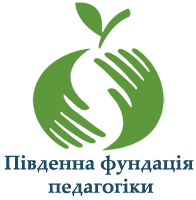 Південна фундація
педагогіки